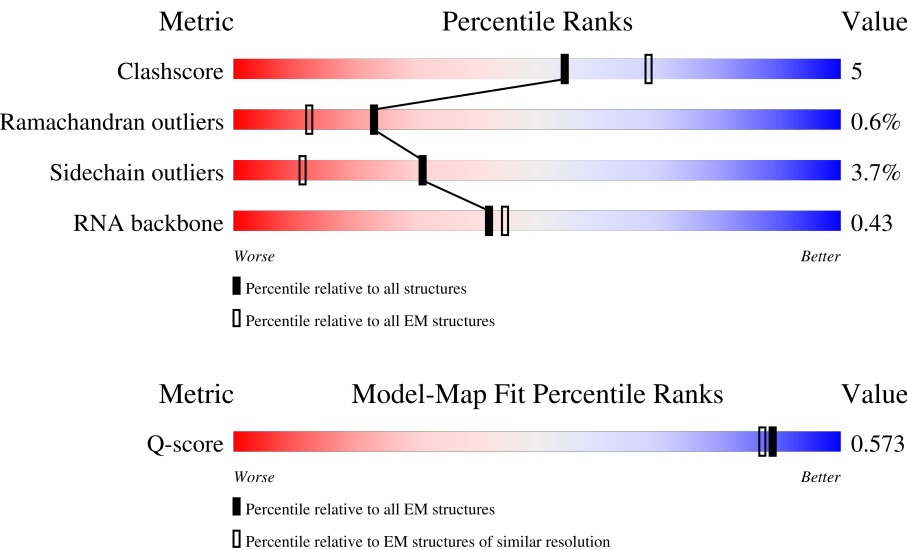 Metric Percentile Ranks Value
Clashscore 5
Ramachandran outliers 0.6%
Sidechain outliers 3.7%
RNA backbone 0.43
Worse Better
Percentile relative to all structures
Percentile relative to all EM structures
Metric Model-Map Fit Percentile Ranks Value
Q-score 0.573
Worse Better
Percentile relative to all EM structures
Percentile relative to EM structures of similar resolution